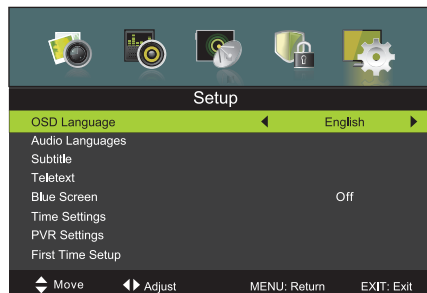 Setup
OSD Language English
Audio Languages
Subtitle
Teletext
Blue Screen Off
Time Settings
PVR Settings
First Time Setup
Move Adjust MENU: Return EXIT: Exit